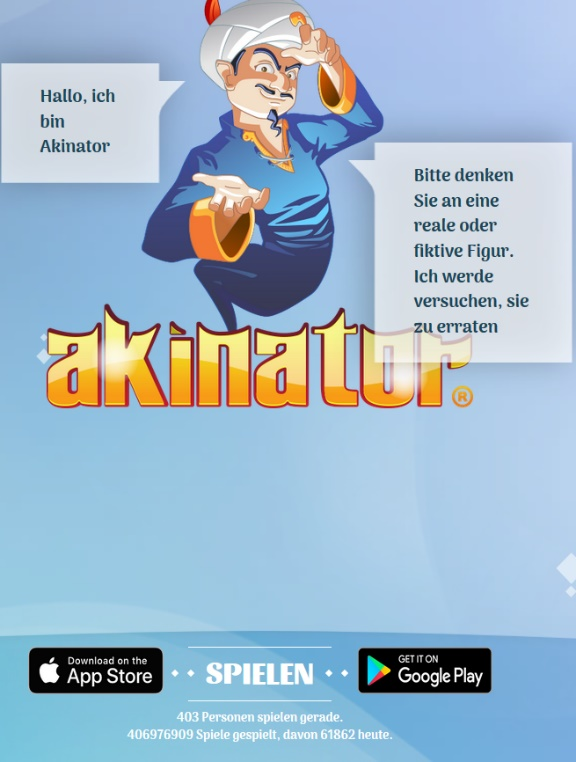 Hallo, ich
bin
Akinator
Bitte denken
Sie an eine
reale oder
fiktive Figur.
Ich werde
versuchen, sie
zu erraten
akinator®
Download on the
App Store
SPIELEN
GET IT ON
Google Play
403 Personen spielen gerade.
406976909 Spiele gespielt, davon 61862 heute.